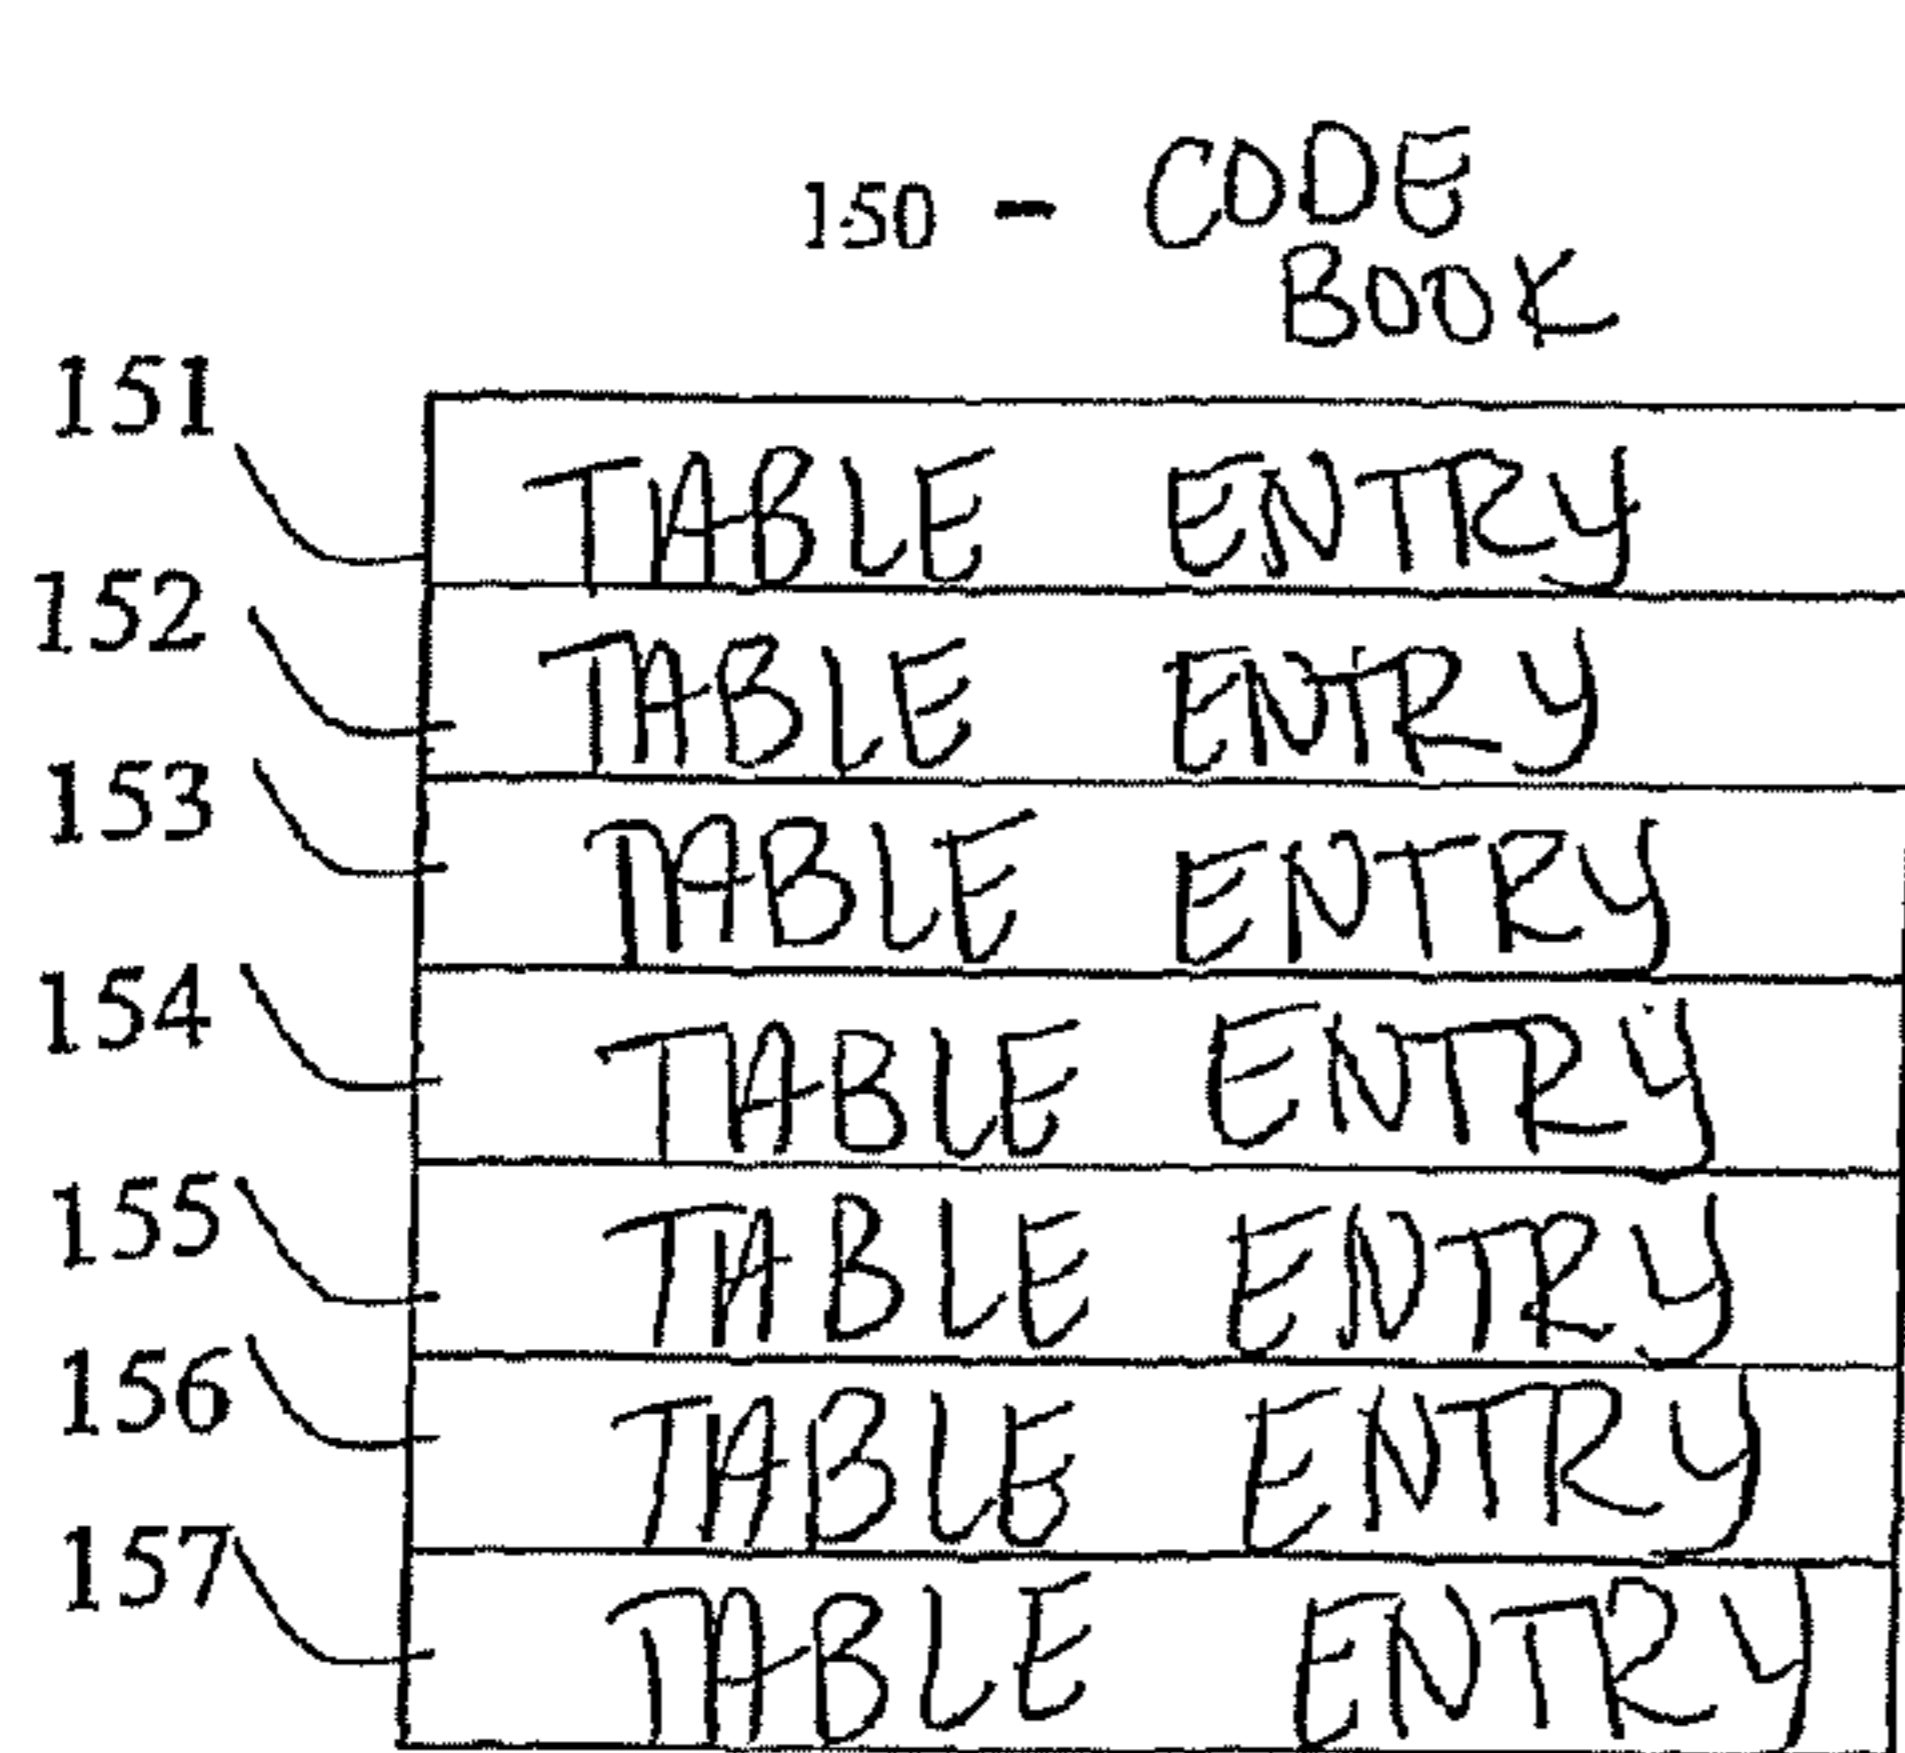 150 - CODE
BOOK
151
TABLE ENTRY
152
TABLE ENTRY
153
TABLE ENTRY
154
TABLE ENTRY
155
TABLE ENTRY
156
TABLE ENTRY
157
TABLE ENTRY